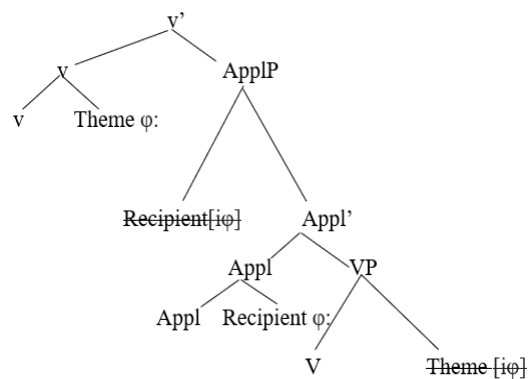 v’
v ApplP
v Theme φ:
Recipient[iφ] Appl’
Appl VP
Appl Recipient φ:
V Theme [iφ]